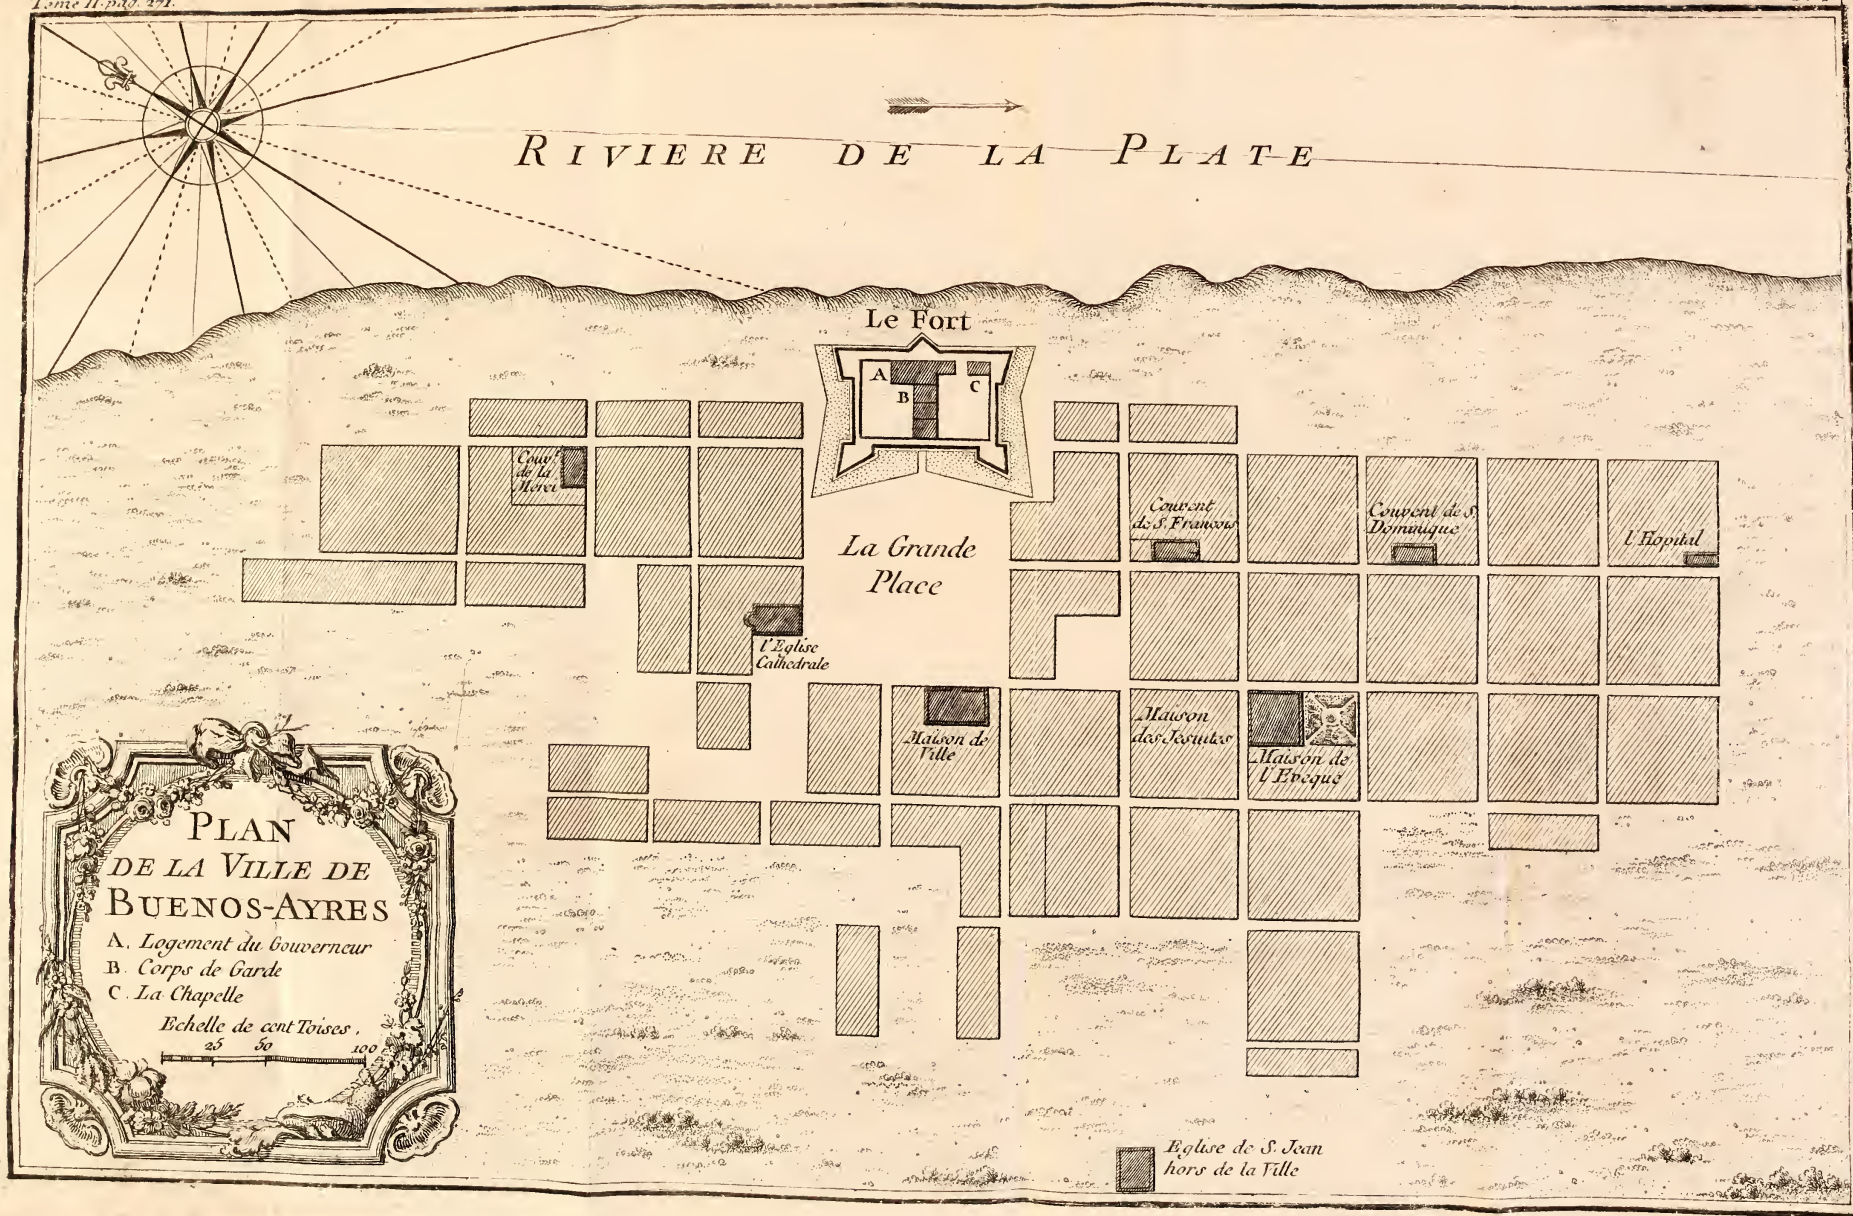 Tome II. pag. 271.
RIVIERE DE LA PLATE
Le Fort
A
B
C
Couv.t
de la
Merci
La Grande
Place
Couvent
de S. François
Couvent de S.
Dominique
l'Hopital
l'Eglise
Cathedrale
Maison de
Ville
Maison
des Jesuites
Maison de
l'Eveque
PLAN
DE LA VILLE DE
BUENOS-AYRES
A. Logement du Gouverneur
B. Corps de Garde
C. La Chapelle
Echelle de cent Toises.
25 50 100
Eglise de S. Jean
hors de la Ville